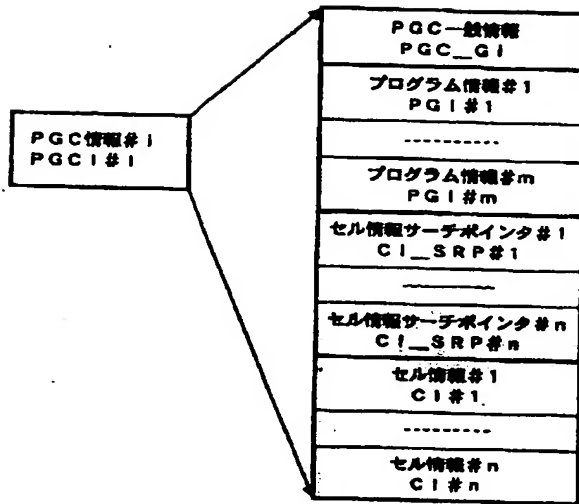 PGC情報#i
PGCI#i
PGC一般情報
PGC_GI
プログラム情報#1
PGI#1
プログラム情報#m
PGI#m
セル情報サーチポインタ#1
CI_SRP#1
セル情報サーチポインタ#n
CI_SRP#n
セル情報#1
CI#1
セル情報#n
CI#n